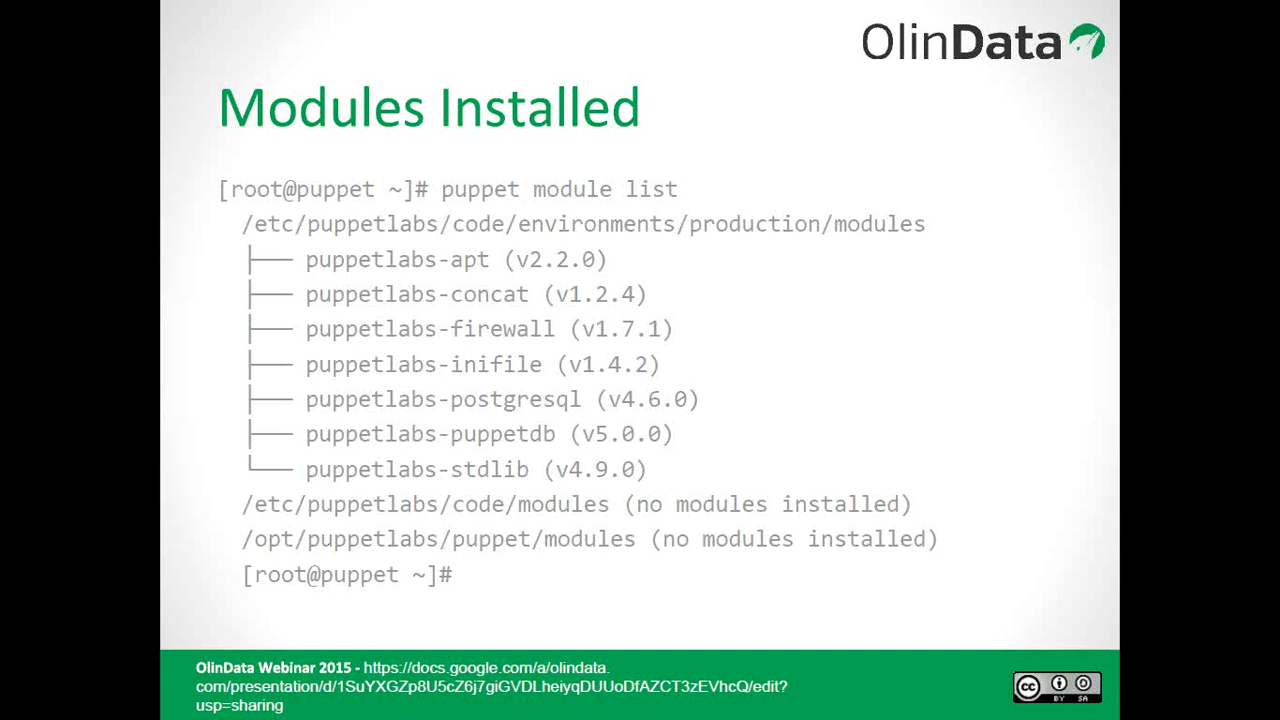 OlinData
Modules Installed
[root@puppet ~]# puppet module list
/etc/puppetlabs/code/environments/production/modules
├── puppetlabs-apt (v2.2.0)
├── puppetlabs-concat (v1.2.4)
├── puppetlabs-firewall (v1.7.1)
├── puppetlabs-inifile (v1.4.2)
├── puppetlabs-postgresql (v4.6.0)
├── puppetlabs-puppetdb (v5.0.0)
└── puppetlabs-stdlib (v4.9.0)
/etc/puppetlabs/code/modules (no modules installed)
/opt/puppetlabs/puppet/modules (no modules installed)
[root@puppet ~]#
OlinData Webinar 2015 - https://docs.google.com/a/olindata.
com/presentation/d/1SuYXGZp8U5cZ6j7giGVDLheiyqDUUoDfAZCT3zEVhcQ/edit?
usp=sharing
cc BY SA